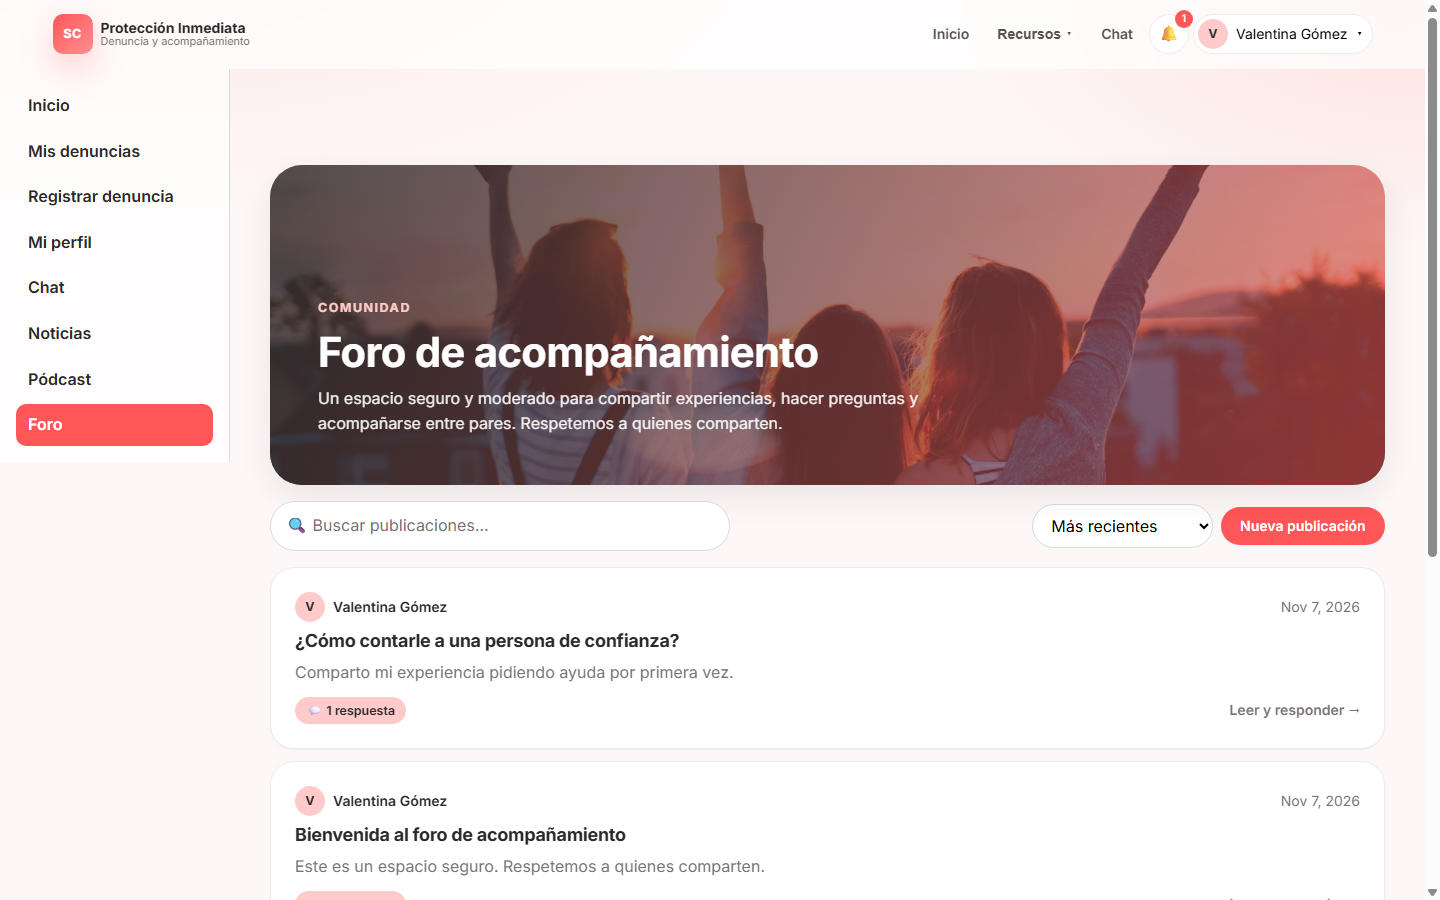 SC
Protección Inmediata
Denuncia y acompañamiento
Inicio
Recursos
Chat
1
V
Valentina Gómez
Inicio
Mis denuncias
Registrar denuncia
Mi perfil
Chat
Noticias
Pódcast
Foro
COMUNIDAD
Foro de acompañamiento
Un espacio seguro y moderado para compartir experiencias, hacer preguntas y
acompañarse entre pares. Respetemos a quienes comparten.
Buscar publicaciones...
Más recientes
Nueva publicación
V
Valentina Gómez
Nov 7, 2026
¿Cómo contarle a una persona de confianza?
Comparto mi experiencia pidiendo ayuda por primera vez.
1 respuesta
Leer y responder →
V
Valentina Gómez
Nov 7, 2026
Bienvenida al foro de acompañamiento
Este es un espacio seguro. Respetemos a quienes comparten.